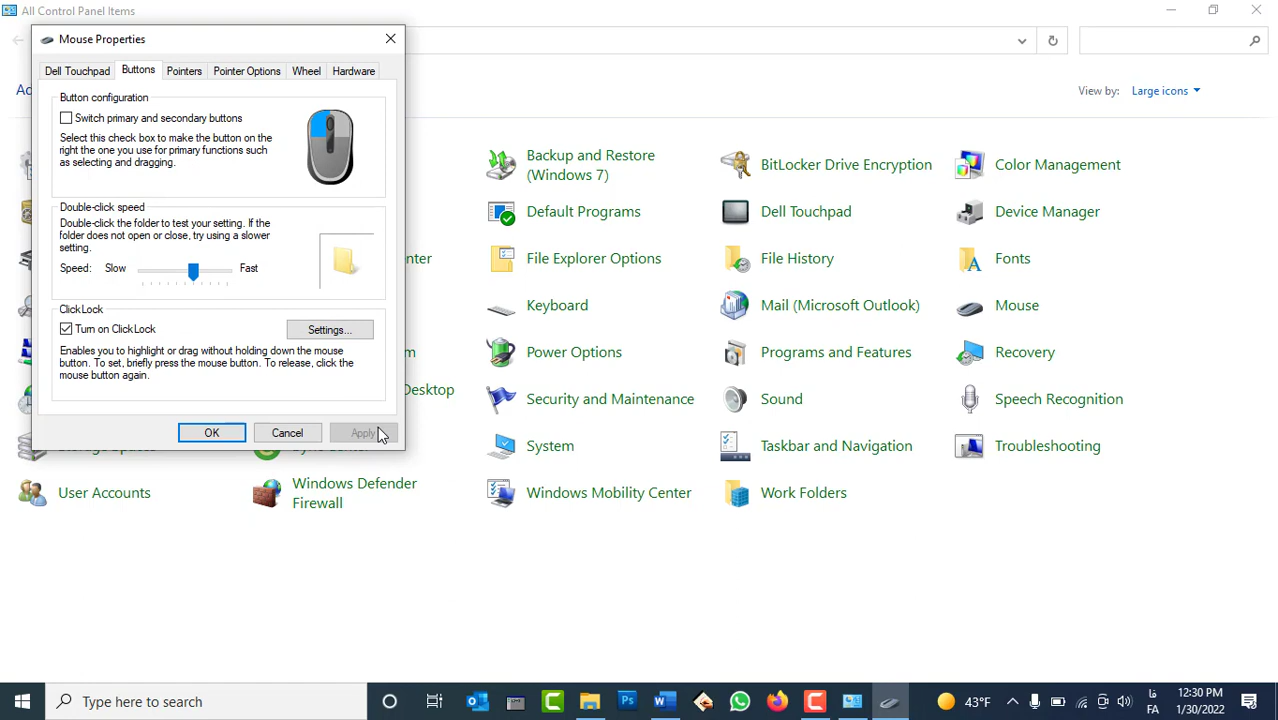 All Control Panel Items
Mouse Properties
Dell Touchpad
Buttons
Pointers
Pointer Options
Wheel
Hardware
Button configuration
Switch primary and secondary buttons
Select this check box to make the button on the
right the one you use for primary functions such
as selecting and dragging.
Double-click speed
Double-click the folder to test your setting. If the
folder does not open or close, try using a slower
setting.
Speed:
Slow
Fast
ClickLock
Turn on ClickLock
Settings...
Enables you to highlight or drag without holding down the mouse
button. To set, briefly press the mouse button. To release, click the
mouse button again.
OK
Cancel
Apply
View by:
Large icons
Backup and Restore
(Windows 7)
BitLocker Drive Encryption
Color Management
Default Programs
Dell Touchpad
Device Manager
File Explorer Options
File History
Fonts
Keyboard
Mail (Microsoft Outlook)
Mouse
Power Options
Programs and Features
Recovery
Desktop
Security and Maintenance
Sound
Speech Recognition
System
Taskbar and Navigation
Troubleshooting
User Accounts
Windows Defender
Firewall
Windows Mobility Center
Work Folders
Type here to search
Ps
43°F
فا
FA
12:30 PM
1/30/2022